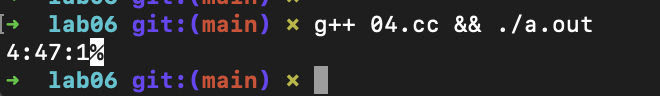 ➜ lab06 git:(main) ✗ g++ 04.cc && ./a.out
4:47:1%
➜ lab06 git:(main) ✗